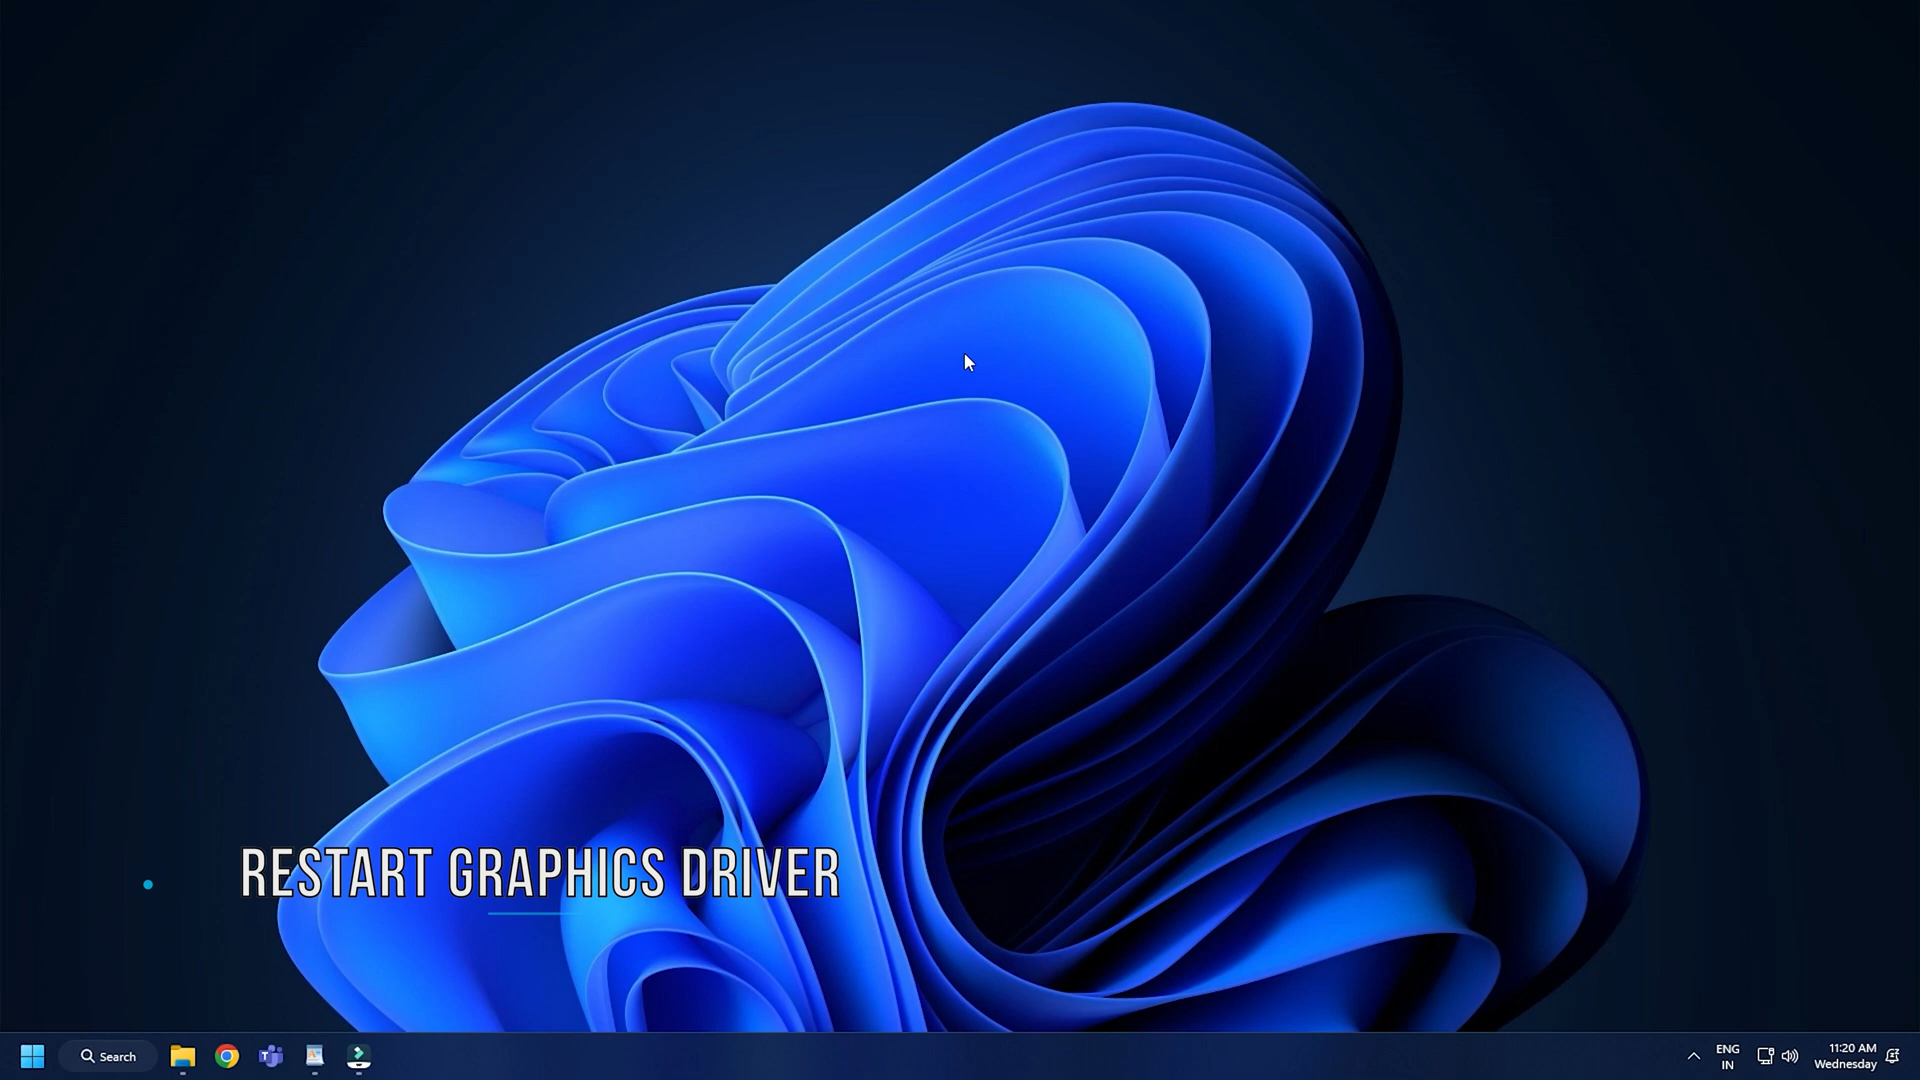 RESTART GRAPHICS DRIVER
Search
ENG
IN
11:20 AM
Wednesday